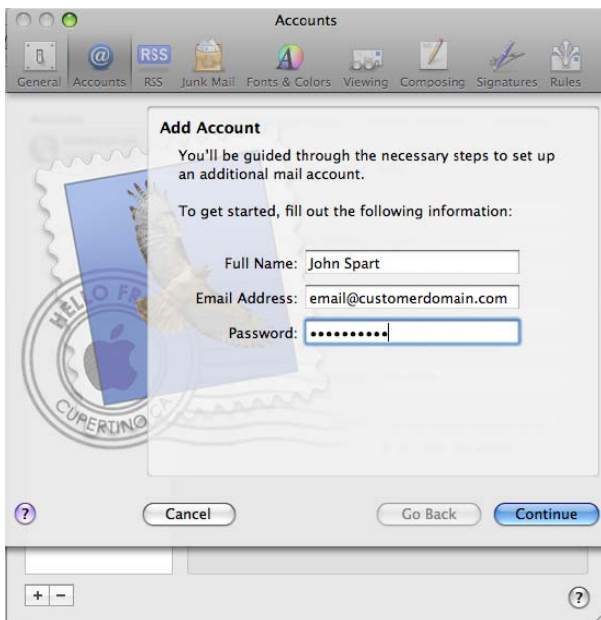 Accounts
General Accounts RSS Junk Mail Fonts & Colors Viewing Composing Signatures Rules
Add Account
You'll be guided through the necessary steps to set up
an additional mail account.
To get started, fill out the following information:
Full Name: John Spart
Email Address: email@customerdomain.com
Password: ••••••••••
HELLO FR
CUPERTINO CA
? Cancel Go Back Continue
+ − ?